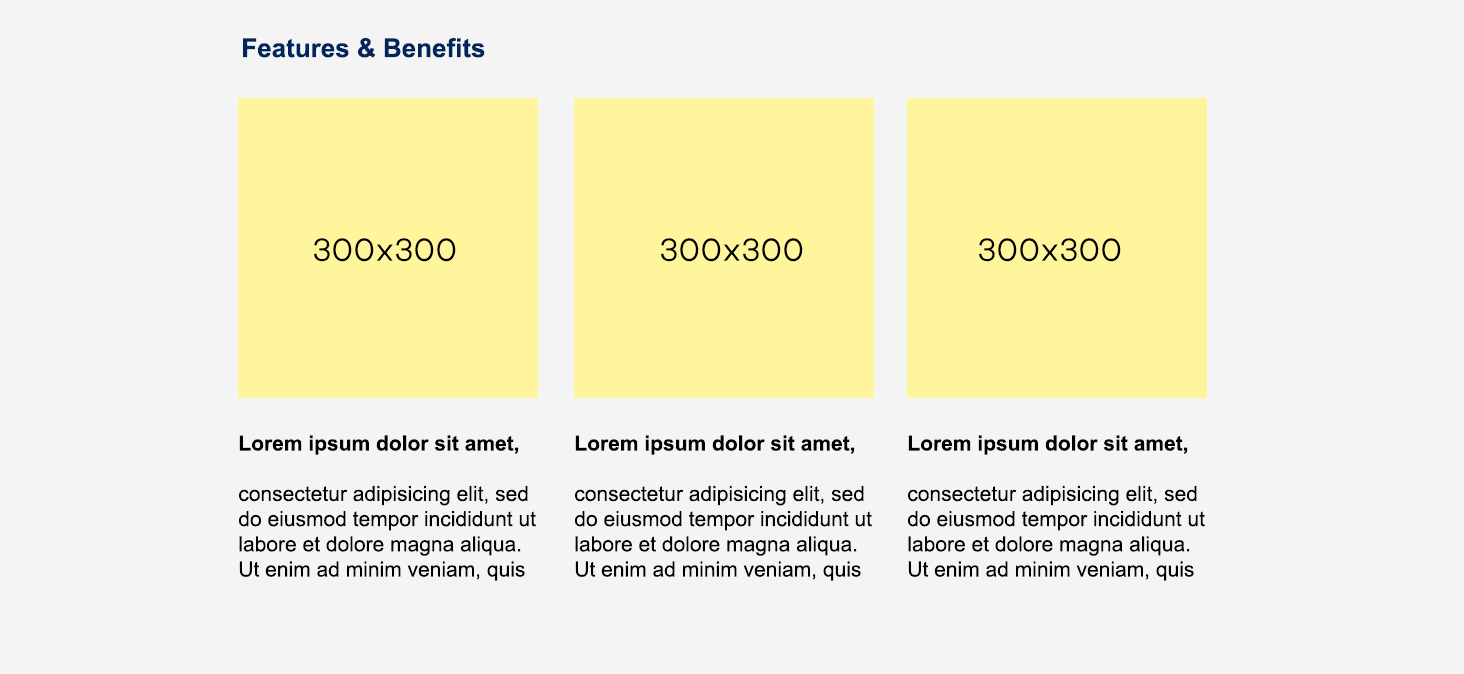 Features & Benefits
300x300
300x300
300x300
Lorem ipsum dolor sit amet,
consectetur adipisicing elit, sed
do eiusmod tempor incididunt ut
labore et dolore magna aliqua.
Ut enim ad minim veniam, quis
Lorem ipsum dolor sit amet,
consectetur adipisicing elit, sed
do eiusmod tempor incididunt ut
labore et dolore magna aliqua.
Ut enim ad minim veniam, quis
Lorem ipsum dolor sit amet,
consectetur adipisicing elit, sed
do eiusmod tempor incididunt ut
labore et dolore magna aliqua.
Ut enim ad minim veniam, quis